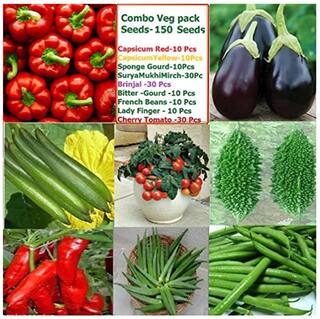 Combo Veg pack
Seeds-150 Seeds
Capsicum Red-10 Pcs
CapsicumYellow-10Pcs
Sponge Gourd-10Pcs
SuryaMukhiMirch-30Pc
Brinjal -30 Pcs
Bitter -Gourd -10 Pcs
French Beans -10 Pcs
Lady Finger - 10 Pcs
Cherry Tomato -30 Pcs